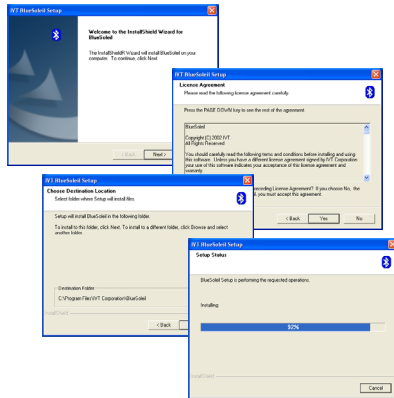 IVT BlueSoleil Setup
Welcome to the InstallShield Wizard for
BlueSoleil
The InstallShield® Wizard will install BlueSoleil on your
computer. To continue, click Next
< Back
Next >
IVT BlueSoleil Setup
License Agreement
Please read the following license agreement carefully.
Press the PAGE DOWN key to see the rest of the agreement.
BlueSoleil
Copyright (C) 2002 IVT
All Rights Reserved
You should carefully read the following terms and conditions before installing and using
this software. Unless you have a different license agreement signed by IVT Corporation
your use of this software indicates your acceptance of this license agreement and
warranty.
preceding License Agreement? If you choose No, the
you must accept this agreement.
< Back
Yes
No
IVT BlueSoleil Setup
Choose Destination Location
Select folder where Setup will install files.
Setup will install BlueSoleil in the following folder.
To install to this folder, click Next. To install to a different folder, click Browse and select
another folder.
Destination Folder
C:\Program Files\IVT Corporation\BlueSoleil
InstallShield
< Back
IVT BlueSoleil Setup
Setup Status
BlueSoleil Setup is performing the requested operations.
Installing:
92%
InstallShield
Cancel